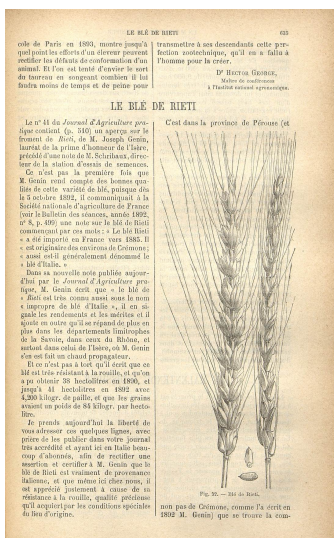 LE BLÉ DE RIETI
635
cole de Paris en 1893, montre jusqu'à
quel point les efforts d'un éleveur peuvent
rectifier les défauts de conformation d'un
animal. Et l'on est tenté d'envier le sort
du taureau en songeant combien il lui
faudra moins de temps et de peine pour
transmettre à ses descendants cette per-
fection zootechnique, qu'il en a fallu à
l'homme pour la créer.
Dr HECTOR GEORGE,
Maître de conférences
à l'Institut national agronomique.
LE BLÉ DE RIETI
Le n° 41 du Journal d'Agriculture pra-
tique contient (p. 540) un aperçu sur le
froment de Rieti, de M. Joseph Genin,
lauréat de la prime d'honneur de l'Isère,
précédé d'une note de M. Schribaux, direc-
teur de la station d'essais de semences.
Ce n'est pas la première fois que
M. Genin rend compte des bonnes qua-
lités de cette variété de blé, puisque dès
le 5 octobre 1892, il communiquait à la
Société nationale d'agriculture de France
(voir le Bulletin des séances, année 1892,
n° 8, p. 499) une note sur le blé de Rieti
commençant par ces mots : « Le blé Rieti
« a été importé en France vers 1885. Il
« est originaire des environs de Crémone;
« aussi est-il généralement dénommé le
« blé d'Italie. »
Dans sa nouvelle note publiée aujour-
d'hui par le Journal d'Agriculture pra-
tique, M. Genin écrit que « le blé de
« Rieti est très connu aussi sous le nom
« impropre de blé d'Italie », il en si-
gnale les rendements et les mérites et il
ajoute en outre qu'il se répand de plus en
plus dans les départements limitrophes
de la Savoie, dans ceux du Rhône, et
surtout dans celui de l'Isère, où M. Genin
s'en est fait un chaud propagateur.
Et ce n'est pas à tort qu'il écrit que ce
blé est très résistant à la rouille, et qu'on
a pu obtenir 38 hectolitres en 1890, et
jusqu'à 41 hectolitres en 1892 avec
4,200 kilogr. de paille, et que les grains
avaient un poids de 84 kilogr. par hecto-
litre.
Je prends aujourd'hui la liberté de
vous adresser ces quelques lignes, avec
prière de les publier dans votre journal
très accrédité et ayant ici en Italie beau-
coup d'abonnés, afin de rectifier une
assertion et certifier à M. Genin que le
blé de Rieti est vraiment de provenance
italienne, et que même ici chez nous, il
est apprécié justement à cause de sa
résistance à la rouille, qualité précieuse
qu'il acquiert par les conditions spéciales
du lieu d'origine.
C'est dans la province de Pérouse (et
Fig. 92. — Blé de Rieti.
non pas de Crémone, comme l'a écrit en
1892 M. Genin) que se trouve la com-